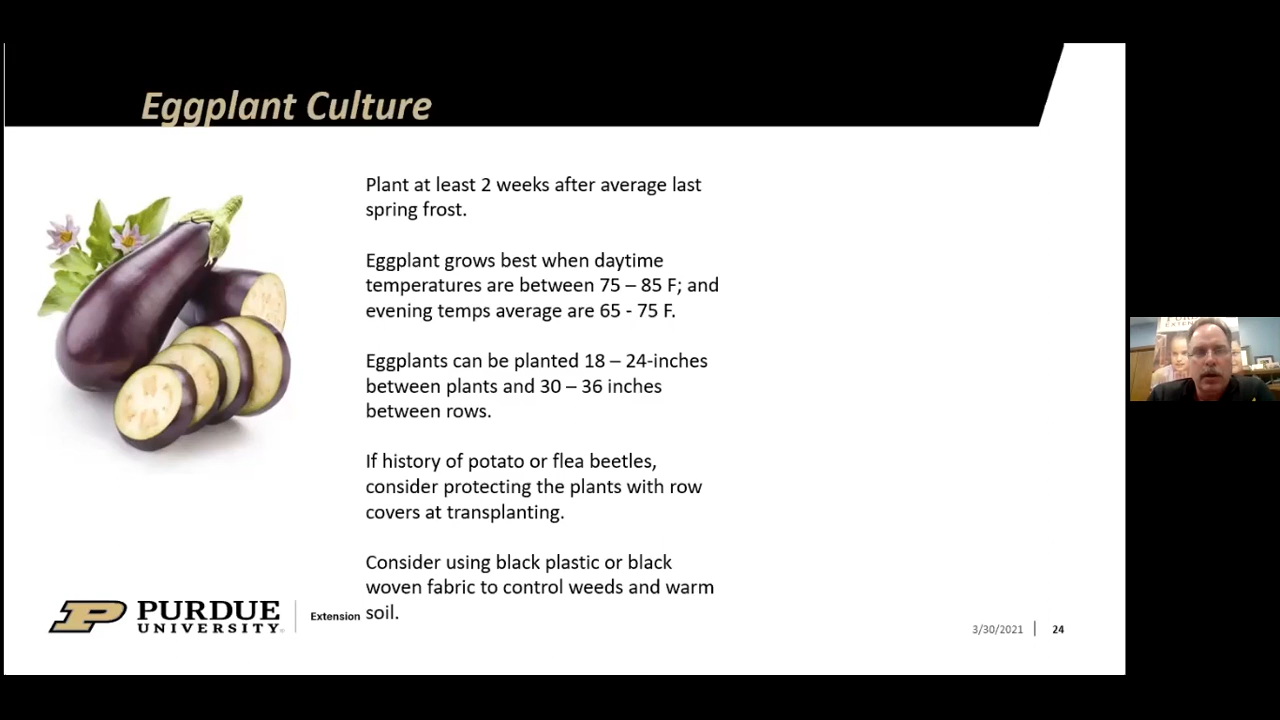 Eggplant Culture
Plant at least 2 weeks after average last
spring frost.
Eggplant grows best when daytime
temperatures are between 75 – 85 F; and
evening temps average are 65 - 75 F.
Eggplants can be planted 18 – 24-inches
between plants and 30 – 36 inches
between rows.
If history of potato or flea beetles,
consider protecting the plants with row
covers at transplanting.
Consider using black plastic or black
woven fabric to control weeds and warm
soil.
PURDUE
UNIVERSITY
Extension
3/30/2021
24